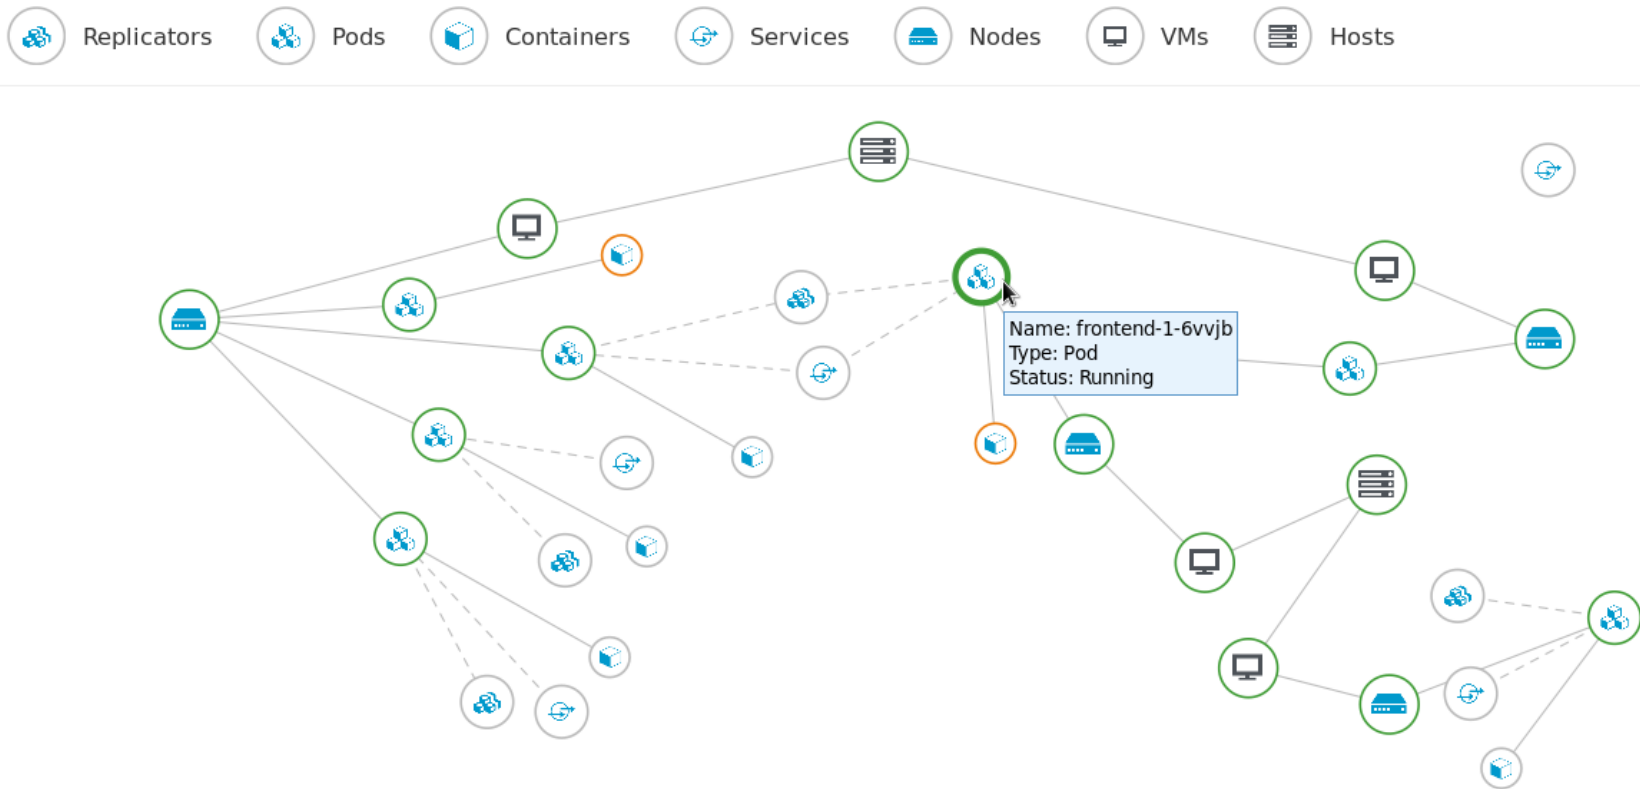 Replicators Pods Containers Services Nodes VMs Hosts
Name: frontend-1-6vvjb
Type: Pod
Status: Running